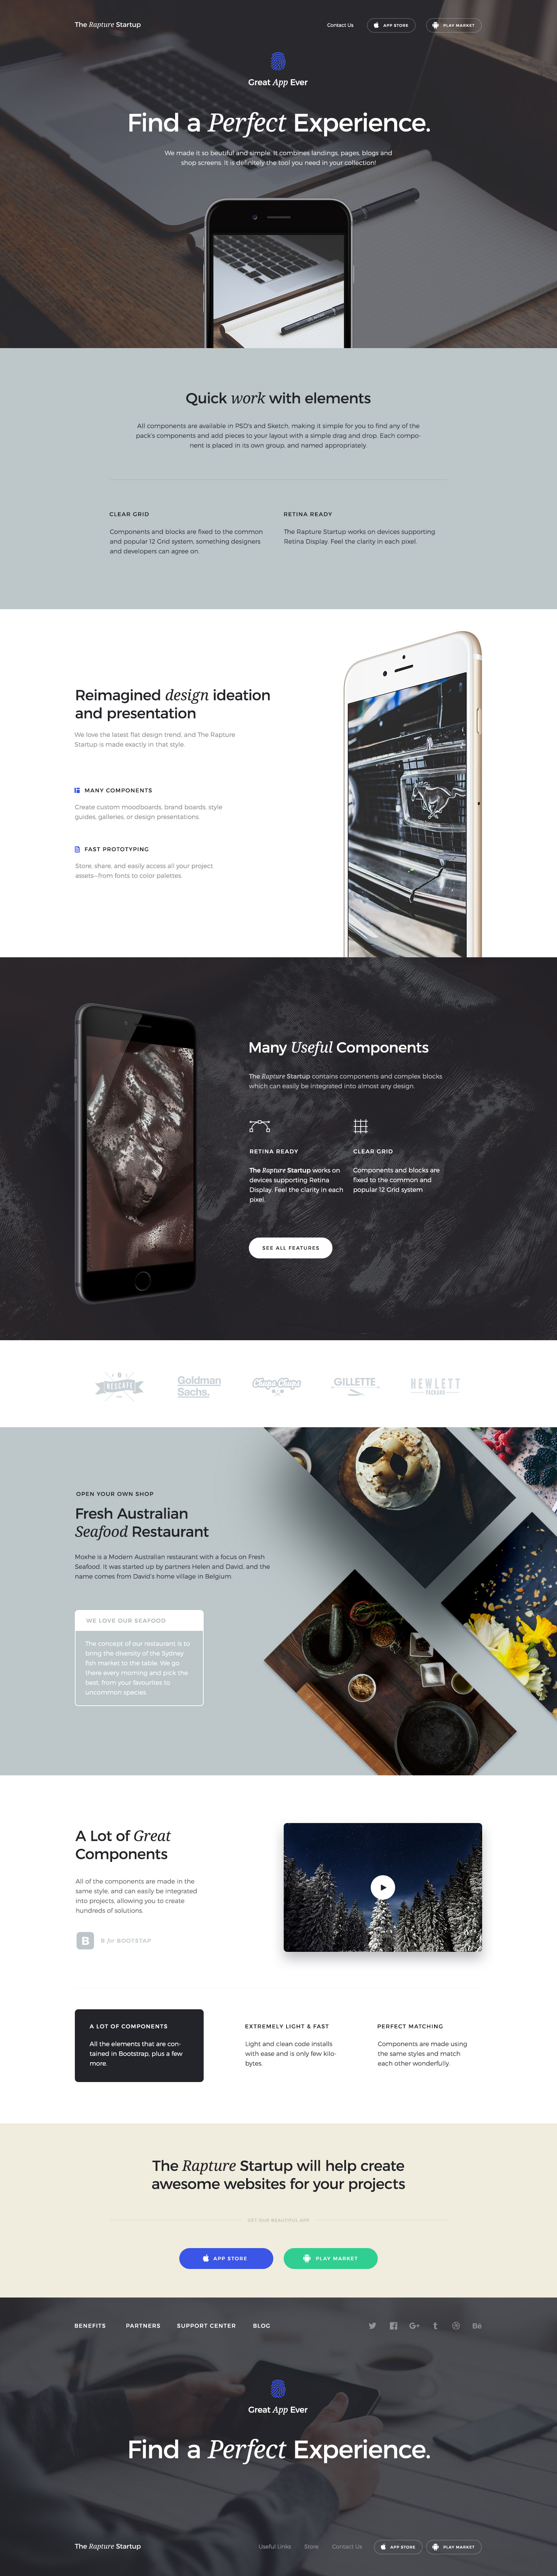 The Rapture Startup
Contact Us
APP STORE
PLAY MARKET
Great App Ever
Find a Perfect Experience.
We made it so beutiful and simple. It combines landings, pages, blogs and
shop screens. It is definitely the tool you need in your collection!
Quick work with elements
All components are available in PSD's and Sketch, making it simple for you to find any of the
pack's components and add pieces to your layout with a simple drag and drop. Each compo-
nent is placed in its own group, and named appropriately.
CLEAR GRID
Components and blocks are fixed to the common
and popular 12 Grid system, something designers
and developers can agree on.
RETINA READY
The Rapture Startup works on devices supporting
Retina Display. Feel the clarity in each pixel.
Reimagined design ideation
and presentation
We love the latest flat design trend, and The Rapture
Startup is made exactly in that style.
MANY COMPONENTS
Create custom moodboards, brand boards, style
guides, galleries, or design presentations.
FAST PROTOTYPING
Store, share, and easily access all your project
assets—from fonts to color palettes.
Many Useful Components
The Rapture Startup contains components and complex blocks
which can easily be integrated into almost any design.
RETINA READY
The Rapture Startup works on
devices supporting Retina
Display. Feel the clarity in each
pixel.
CLEAR GRID
Components and blocks are
fixed to the common and
popular 12 Grid system
SEE ALL FEATURES
NESCAFE
Goldman
Sachs.
Chupa Chups
GILLETTE
HEWLETT
PACKARD
OPEN YOUR OWN SHOP
Fresh Australian
Seafood Restaurant
Moxhe is a Modern Australian restaurant with a focus on Fresh
Seafood. It was started up by partners Helen and David, and the
name comes from David's home village in Belgium.
WE LOVE OUR SEAFOOD
The concept of our restaurant is to
bring the diversity of the Sydney
fish market to the table. We go
there every morning and pick the
best, from your favourites to
uncommon species.
A Lot of Great
Components
All of the components are made in the
same style, and can easily be integrated
into projects, allowing you to create
hundreds of solutions.
B
B for BOOTSTAP
A LOT OF COMPONENTS
All the elements that are con-
tained in Bootstrap, plus a few
more.
EXTREMELY LIGHT & FAST
Light and clean code installs
with ease and is only few kilo-
bytes.
PERFECT MATCHING
Components are made using
the same styles and match
each other wonderfully.
The Rapture Startup will help create
awesome websites for your projects
GET OUR BEAUTIFUL APP
APP STORE
PLAY MARKET
BENEFITS
PARTNERS
SUPPORT CENTER
BLOG
G+
t
Bē
Great App Ever
Find a Perfect Experience.
The Rapture Startup
Useful Links
Store
Contact Us
APP STORE
PLAY MARKET